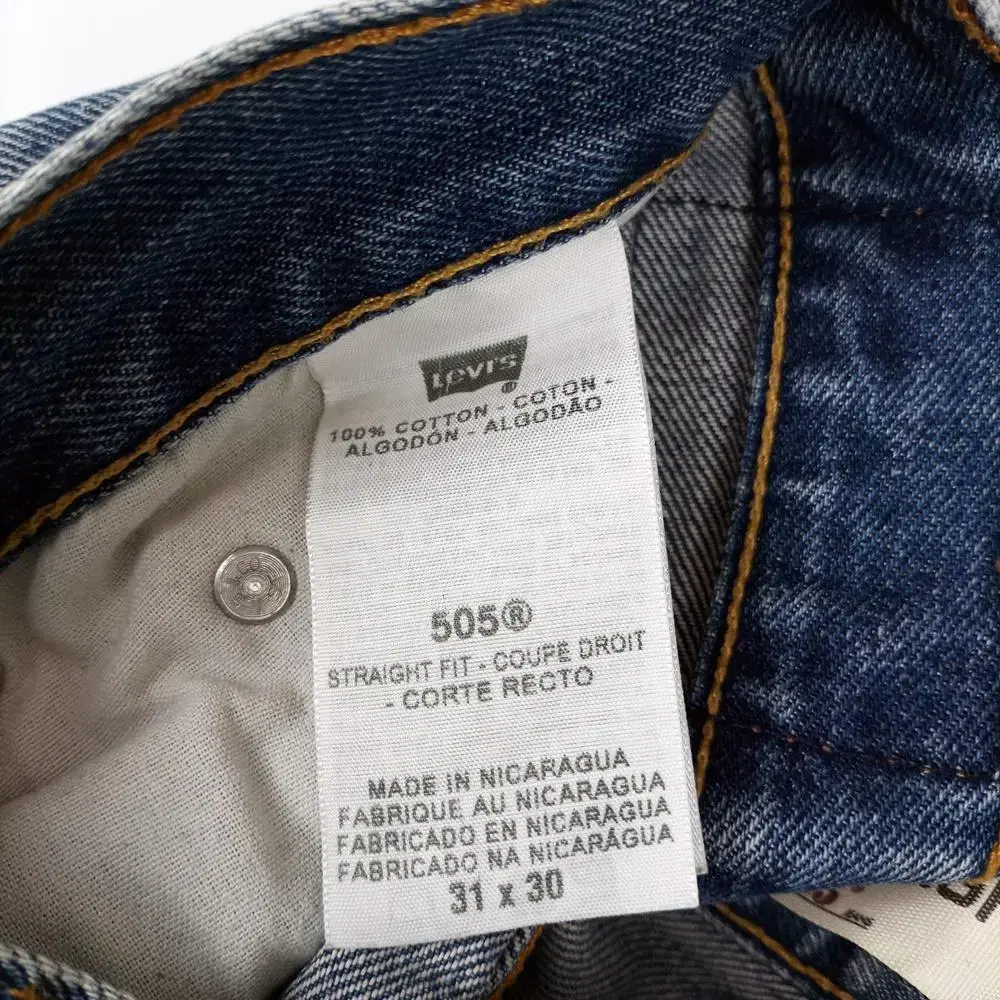 Levi's
®
100% COTTON - COTON -
ALGODÓN - ALGODÃO
505®
STRAIGHT FIT - COUPE DROIT
- CORTE RECTO
MADE IN NICARAGUA
FABRIQUE AU NICARAGUA
FABRICADO EN NICARAGUA
FABRICADO NA NICARÁGUA
31 x 30